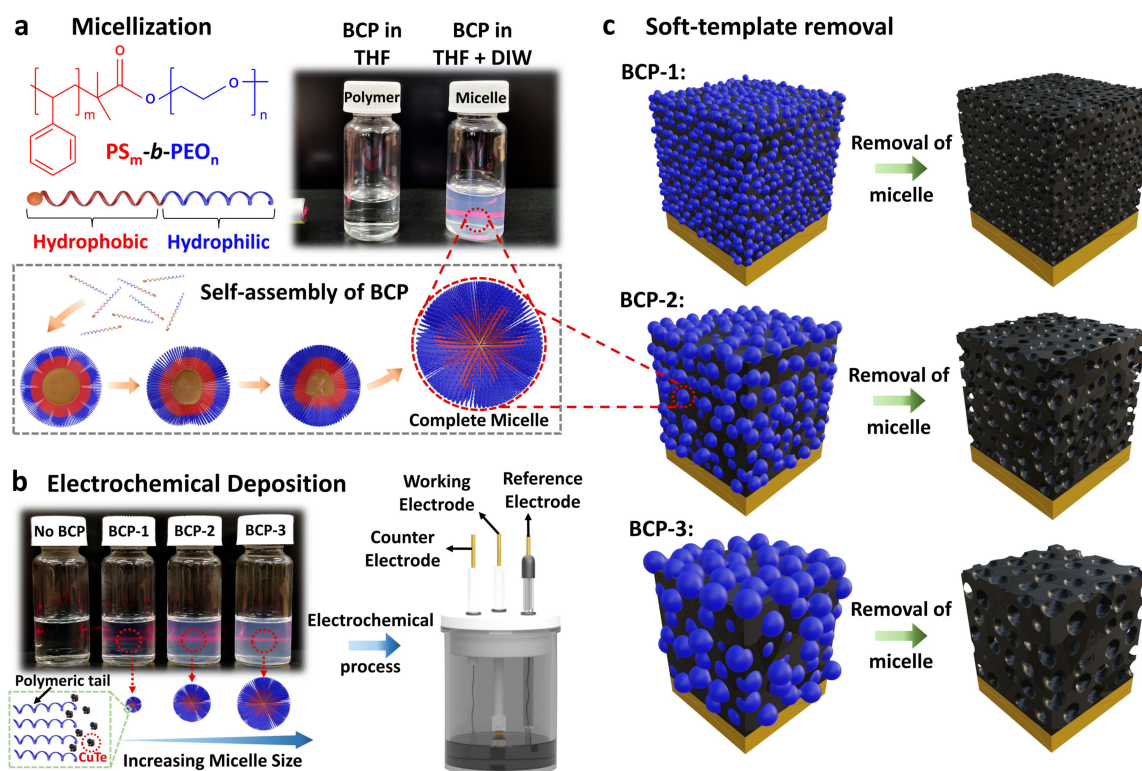 a
Micellization
BCP in
THF
BCP in
THF + DIW
Polymer
Micelle
O
O
O
m
n
PSm-b-PEOn
Hydrophobic
Hydrophilic
Self-assembly of BCP
Complete Micelle
b
Electrochemical Deposition
No BCP
BCP-1
BCP-2
BCP-3
Polymeric tail
CuTe
Increasing Micelle Size
Electrochemical
process
Counter
Electrode
Working
Electrode
Reference
Electrode
c
Soft-template removal
BCP-1:
Removal of
micelle
BCP-2:
Removal of
micelle
BCP-3:
Removal of
micelle